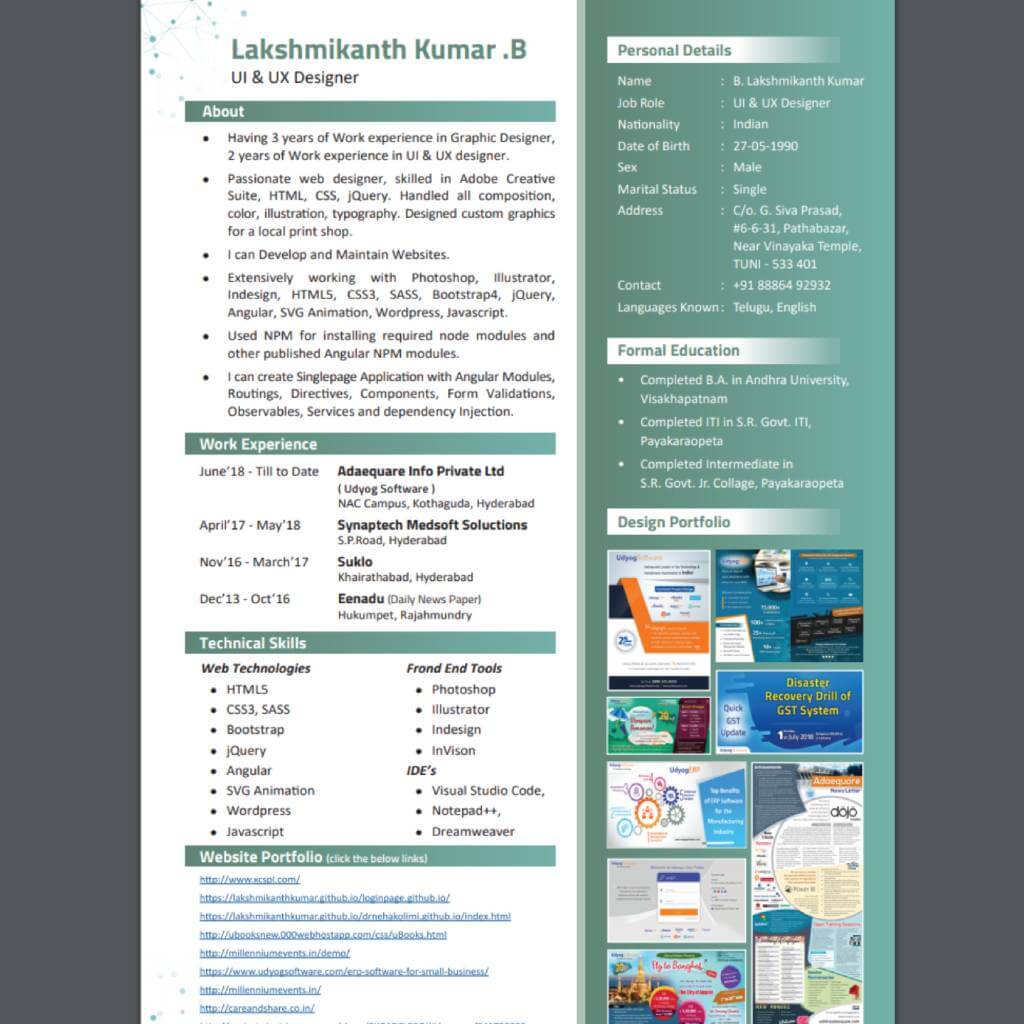 Lakshmikanth Kumar .B
UI & UX Designer
About
• Having 3 years of Work experience in Graphic Designer,
2 years of Work experience in UI & UX designer.
• Passionate web designer, skilled in Adobe Creative
Suite, HTML, CSS, jQuery. Handled all composition,
color, illustration, typography. Designed custom graphics
for a local print shop.
• I can Develop and Maintain Websites.
• Extensively working with Photoshop, Illustrator,
Indesign, HTML5, CSS3, SASS, Bootstrap4, jQuery,
Angular, SVG Animation, Wordpress, Javascript.
• Used NPM for installing required node modules and
other published Angular NPM modules.
• I can create Singlepage Application with Angular Modules,
Routings, Directives, Components, Form Validations,
Observables, Services and dependency Injection.
Work Experience
June'18 - Till to Date Adaequare Info Private Ltd
( Udyog Software )
NAC Campus, Kothaguda, Hyderabad
April'17 - May'18 Synaptech Medsoft Soluctions
S.P.Road, Hyderabad
Nov'16 - March'17 Suklo
Khairathabad, Hyderabad
Dec'13 - Oct'16 Eenadu (Daily News Paper)
Hukumpet, Rajahmundry
Technical Skills
Web Technologies
• HTML5
• CSS3, SASS
• Bootstrap
• jQuery
• Angular
• SVG Animation
• Wordpress
• Javascript
Frond End Tools
• Photoshop
• Illustrator
• Indesign
• InVison
IDE's
• Visual Studio Code,
• Notepad++,
• Dreamweaver
Website Portfolio (click the below links)
http://www.xcspl.com/
https://lakshmikanthkumar.github.io/loginpage.github.io/
https://lakshmikanthkumar.github.io/drnehakolimi.github.io/index.html
http://ubooksnew.000webhostapp.com/css/uBooks.html
http://millenniumevents.in/demo/
https://www.udyogsoftware.com/erp-software-for-small-business/
http://millenniumevents.in/
http://careandshare.co.in/
Personal Details
Name : B. Lakshmikanth Kumar
Job Role : UI & UX Designer
Nationality : Indian
Date of Birth : 27-05-1990
Sex : Male
Marital Status : Single
Address : C/o. G. Siva Prasad,
#6-6-31, Pathabazar,
Near Vinayaka Temple,
TUNI - 533 401
Contact : +91 88864 92932
Languages Known : Telugu, English
Formal Education
• Completed B.A. in Andhra University,
Visakhapatnam
• Completed ITI in S.R. Govt. ITI,
Payakaraopeta
• Completed Intermediate in
S.R. Govt. Jr. Collage, Payakaraopeta
Design Portfolio
UdyogSoftware
Disaster
Recovery Drill of
GST System
Quick
GST
Update
1 July 2018
UdyogERP
Top Benefits
of ERP Software
for the
Manufacturing
Industry
Adaequare
News Letter
dojo
Power BI
Fly to Bangkok